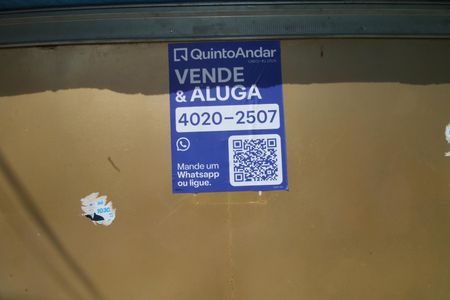 QuintoAndar
VENDE
& ALUGA
4020-2507
Mande um
Whatsapp
ou ligue.